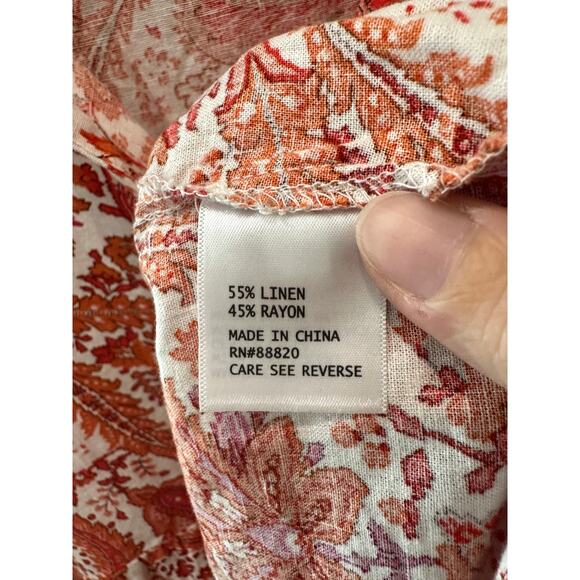 55% LINEN
45% RAYON
MADE IN CHINA
RN#88820
CARE SEE REVERSE